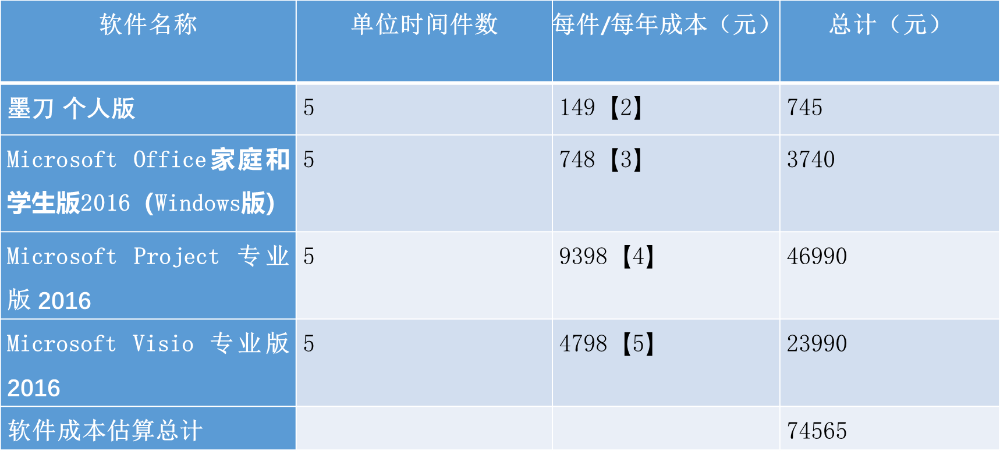 软件名称 单位时间件数 每件/每年成本（元） 总计（元）
墨刀 个人版 5 149【2】 745
Microsoft Office家庭和 5 748【3】 3740
学生版2016 (Windows版)
Microsoft Project 专业 5 9398【4】 46990
版 2016
Microsoft Visio 专业版 5 4798【5】 23990
2016
软件成本估算总计 74565